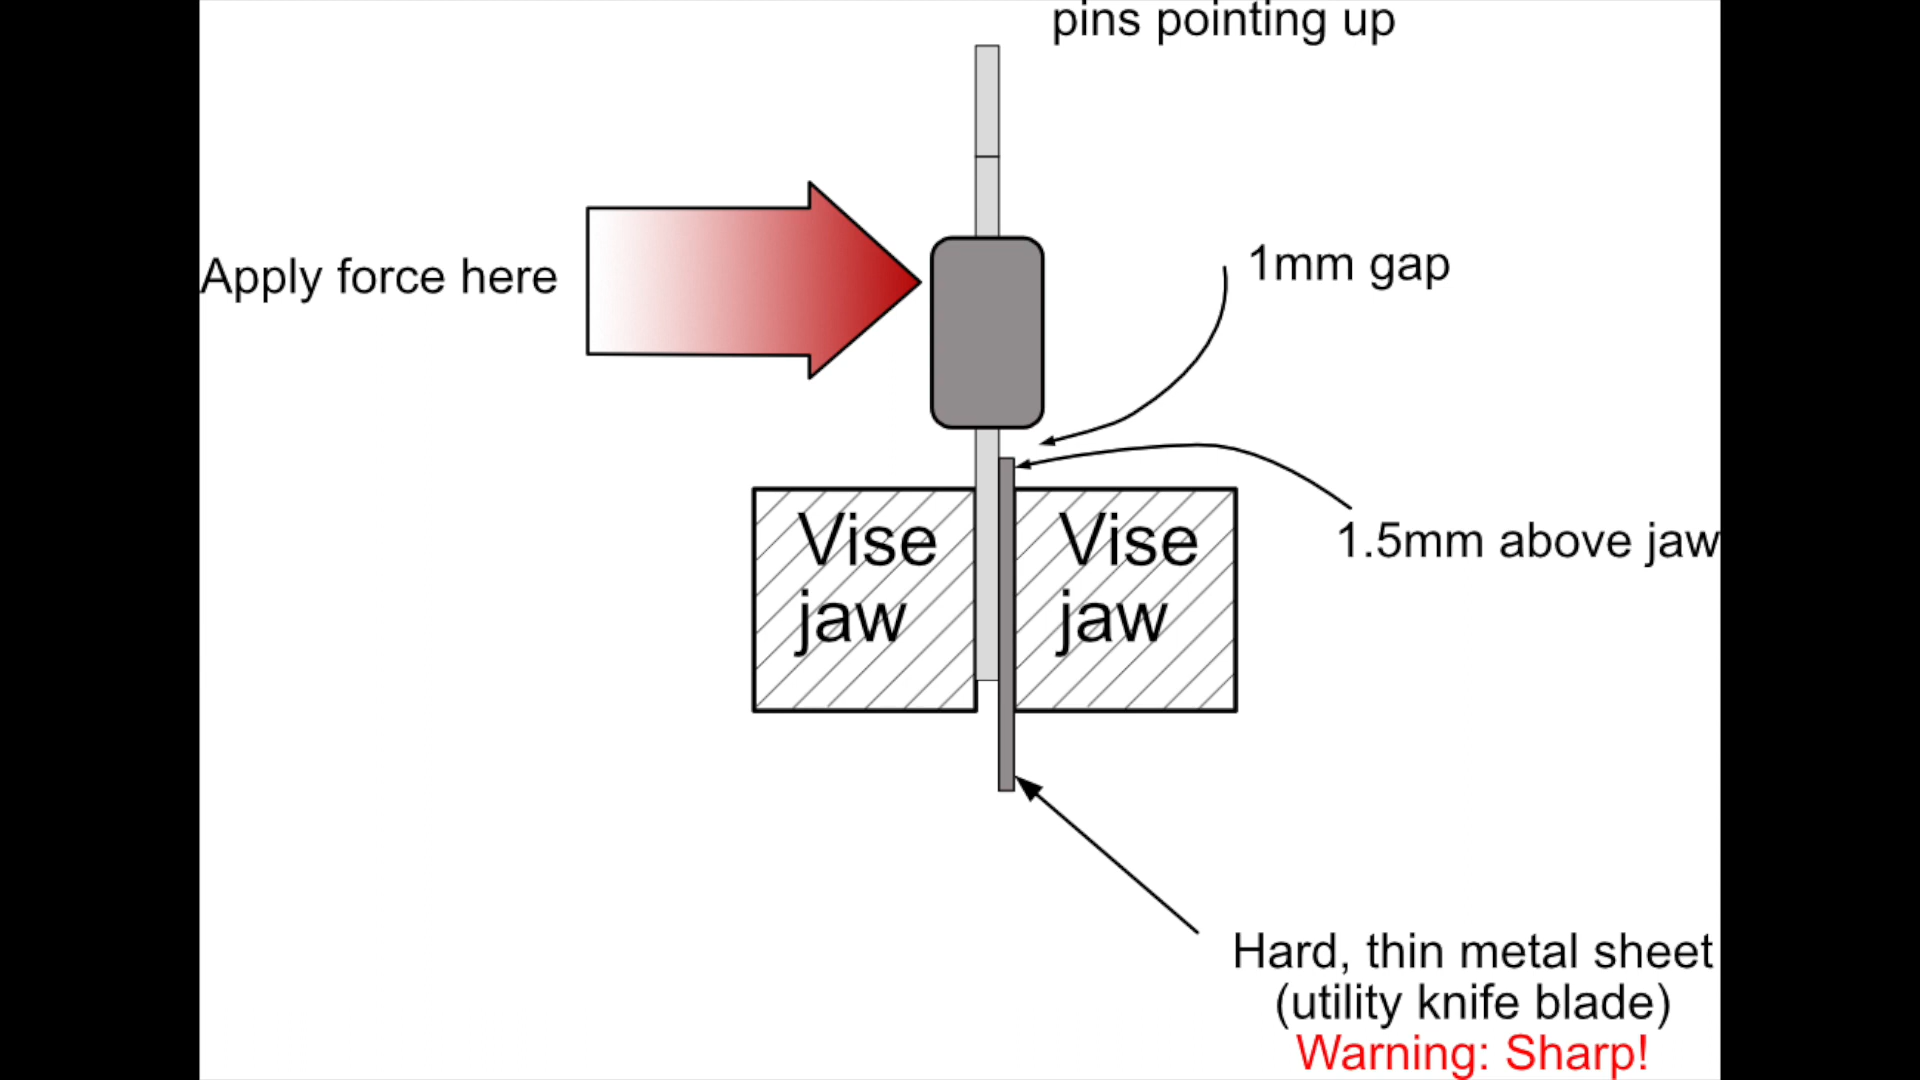 pins pointing up
Apply force here
1mm gap
1.5mm above jaw
Vise
jaw
Vise
jaw
Hard, thin metal sheet
(utility knife blade)
Warning: Sharp!